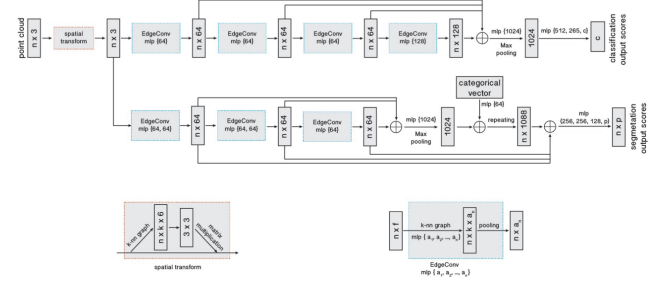 point cloud
n × 3
spatial
transform
n × 3
EdgeConv
mlp {64}
n × 64
EdgeConv
mlp {64}
n × 64
EdgeConv
mlp {64}
n × 64
EdgeConv
mlp {128}
n × 128
mlp {1024}
Max
pooling
1024
mlp {512, 265, c}
c
classification
output scores
EdgeConv
mlp {64, 64}
n × 64
EdgeConv
mlp {64, 64}
n × 64
EdgeConv
mlp {64}
n × 64
mlp {1024}
Max
pooling
1024
categorical
vector
mlp {64}
repeating
n × 1088
mlp
{256, 256, 128, p}
n × p
segmetation
output scores
k-nn graph
n × k × 6
3 × 3
matrix
multiplication
spatial transform
n × f
k-nn graph
mlp { a₁, a₂, ..., aₙ}
n × k × aₙ
pooling
n × aₙ
EdgeConv
mlp { a₁, a₂, ..., aₙ}